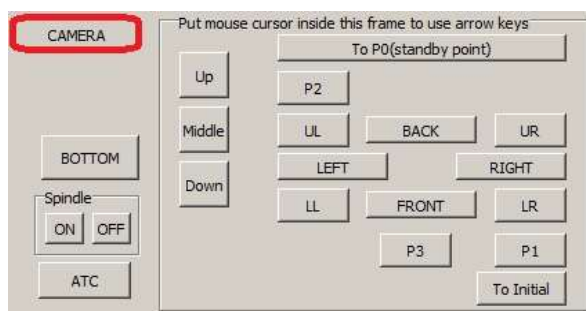 CAMERA
Put mouse cursor inside this frame to use arrow keys
To P0(standby point)
Up
P2
Middle
UL
BACK
UR
BOTTOM
LEFT
RIGHT
Down
Spindle
LL
FRONT
LR
ON
OFF
P3
P1
ATC
To Initial